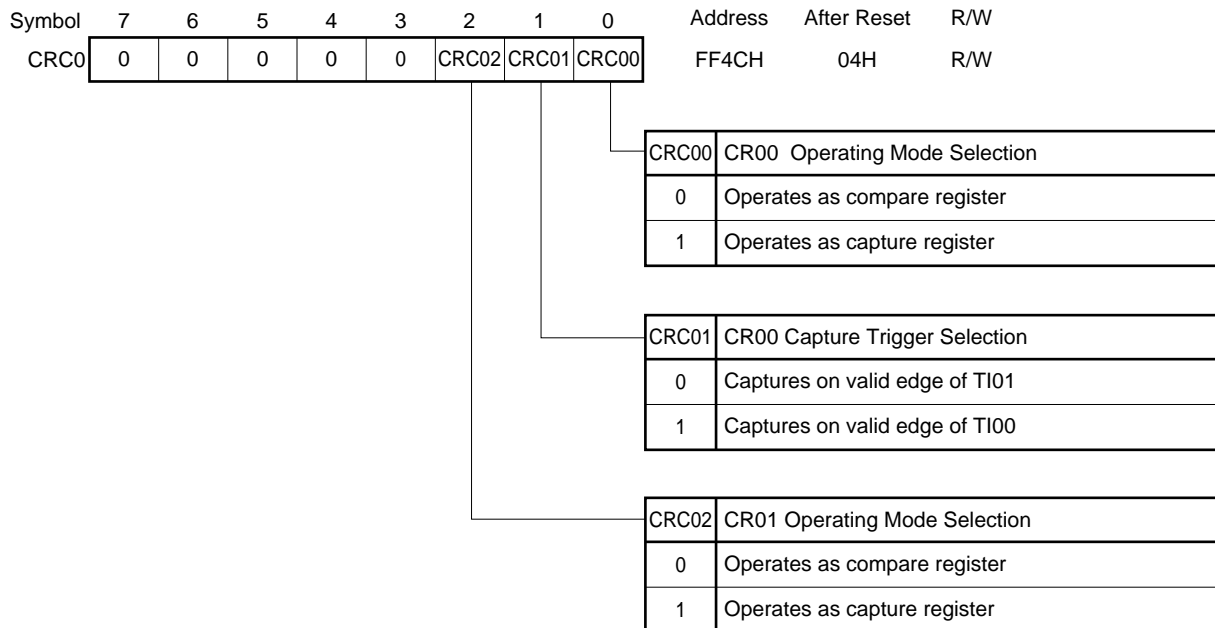 Symbol 7 6 5 4 3 2 1 0 Address After Reset R/W
CRC0 0 0 0 0 0 CRC02 CRC01 CRC00 FF4CH 04H R/W
CRC00 CR00 Operating Mode Selection
0 Operates as compare register
1 Operates as capture register
CRC01 CR00 Capture Trigger Selection
0 Captures on valid edge of TI01
1 Captures on valid edge of TI00
CRC02 CR01 Operating Mode Selection
0 Operates as compare register
1 Operates as capture register